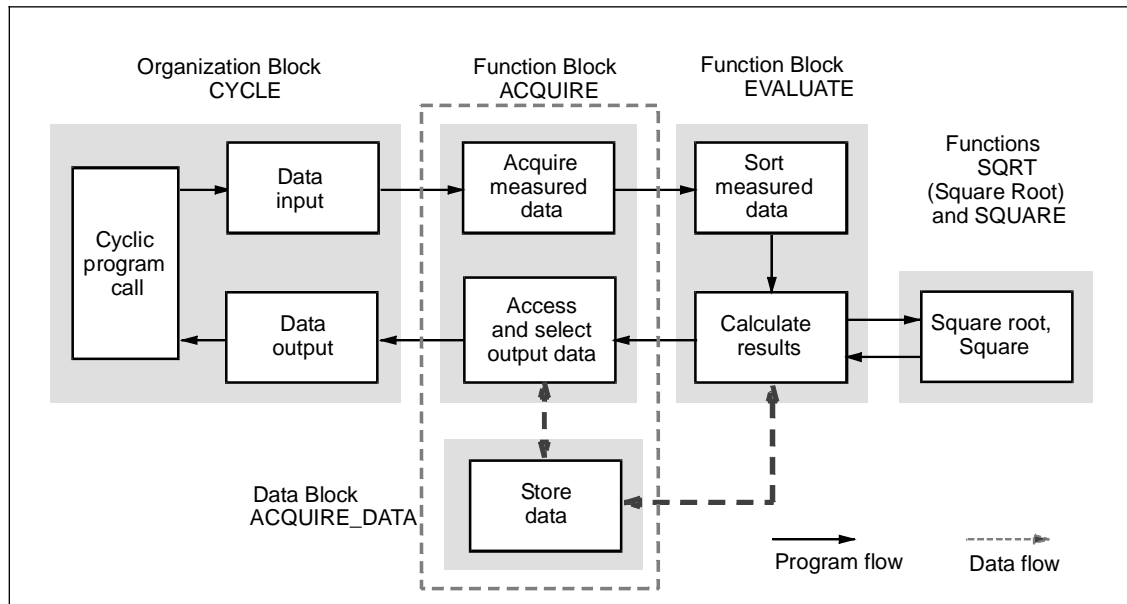 Organization Block
CYCLE
Function Block
ACQUIRE
Function Block
EVALUATE
Functions
SQRT
(Square Root)
and SQUARE
Cyclic
program
call
Data
input
Acquire
measured
data
Sort
measured
data
Data
output
Access
and select
output data
Calculate
results
Square root,
Square
Data Block
ACQUIRE_DATA
Store
data
Program flow
Data flow